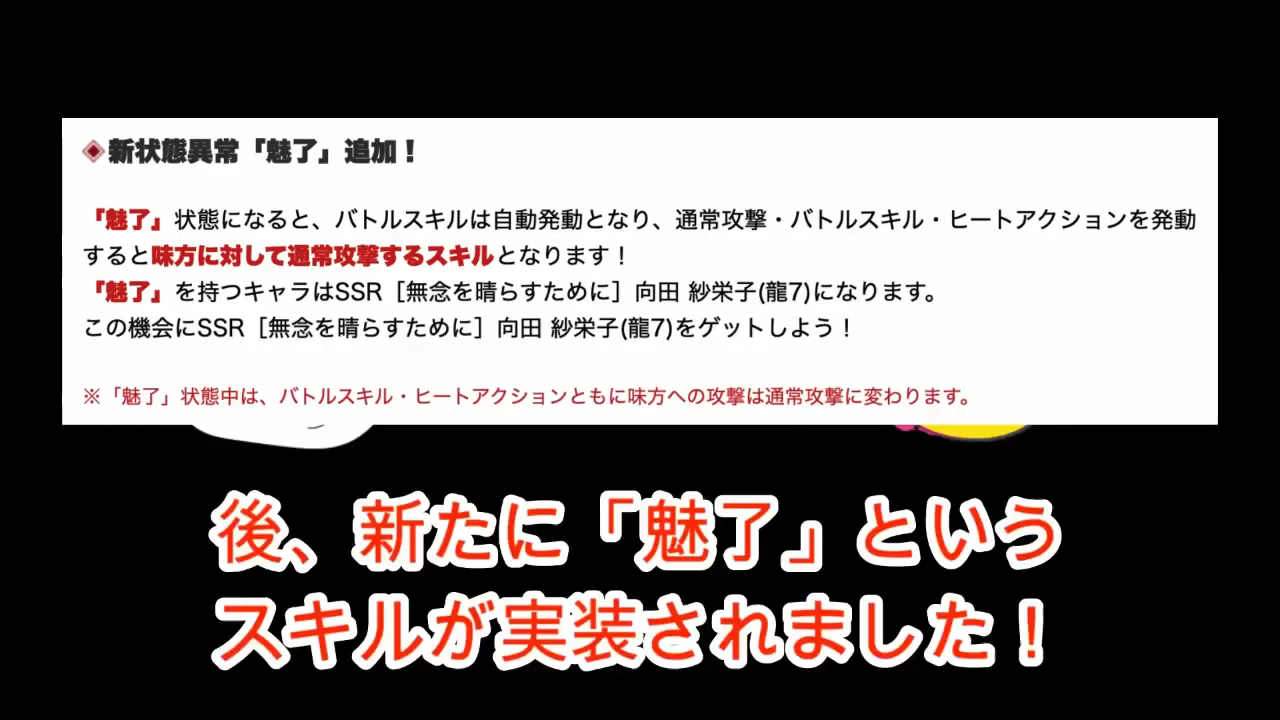 ◆新状態異常「魅了」追加！
「魅了」状態になると、バトルスキルは自動発動となり、通常攻撃・バトルスキル・ヒートアクションを発動
すると味方に対して通常攻撃するスキルとなります！
「魅了」を持つキャラはSSR［無念を晴らすために］向田 紗栄子(龍7)になります。
この機会にSSR［無念を晴らすために］向田 紗栄子(龍7)をゲットしよう！
※「魅了」状態中は、バトルスキル・ヒートアクションともに味方への攻撃は通常攻撃に変わります。
後、新たに「魅了」という
スキルが実装されました！